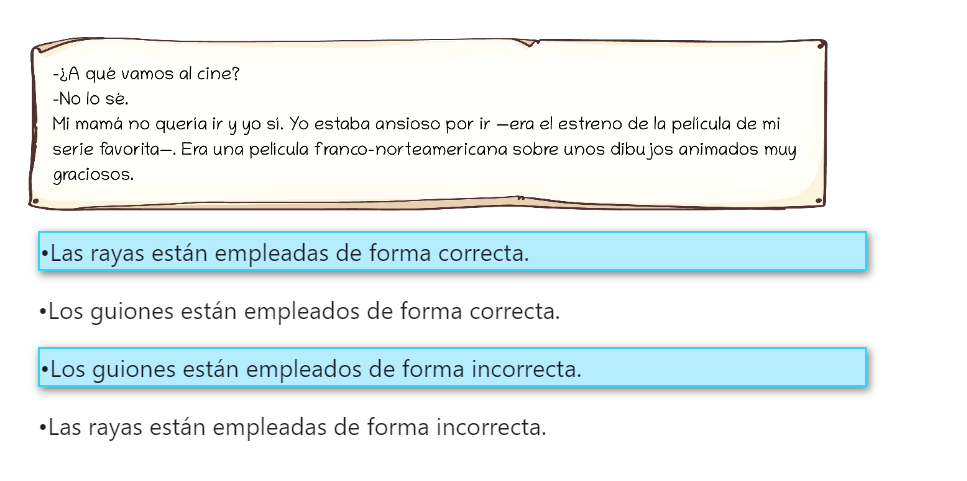 -¿A qué vamos al cine?
-No lo sé.
Mi mamá no quería ir y yo sí. Yo estaba ansioso por ir —era el estreno de la película de mi
serie favorita—. Era una película franco-norteamericana sobre unos dibujos animados muy
graciosos.
•Las rayas están empleadas de forma correcta.
•Los guiones están empleados de forma correcta.
•Los guiones están empleados de forma incorrecta.
•Las rayas están empleadas de forma incorrecta.